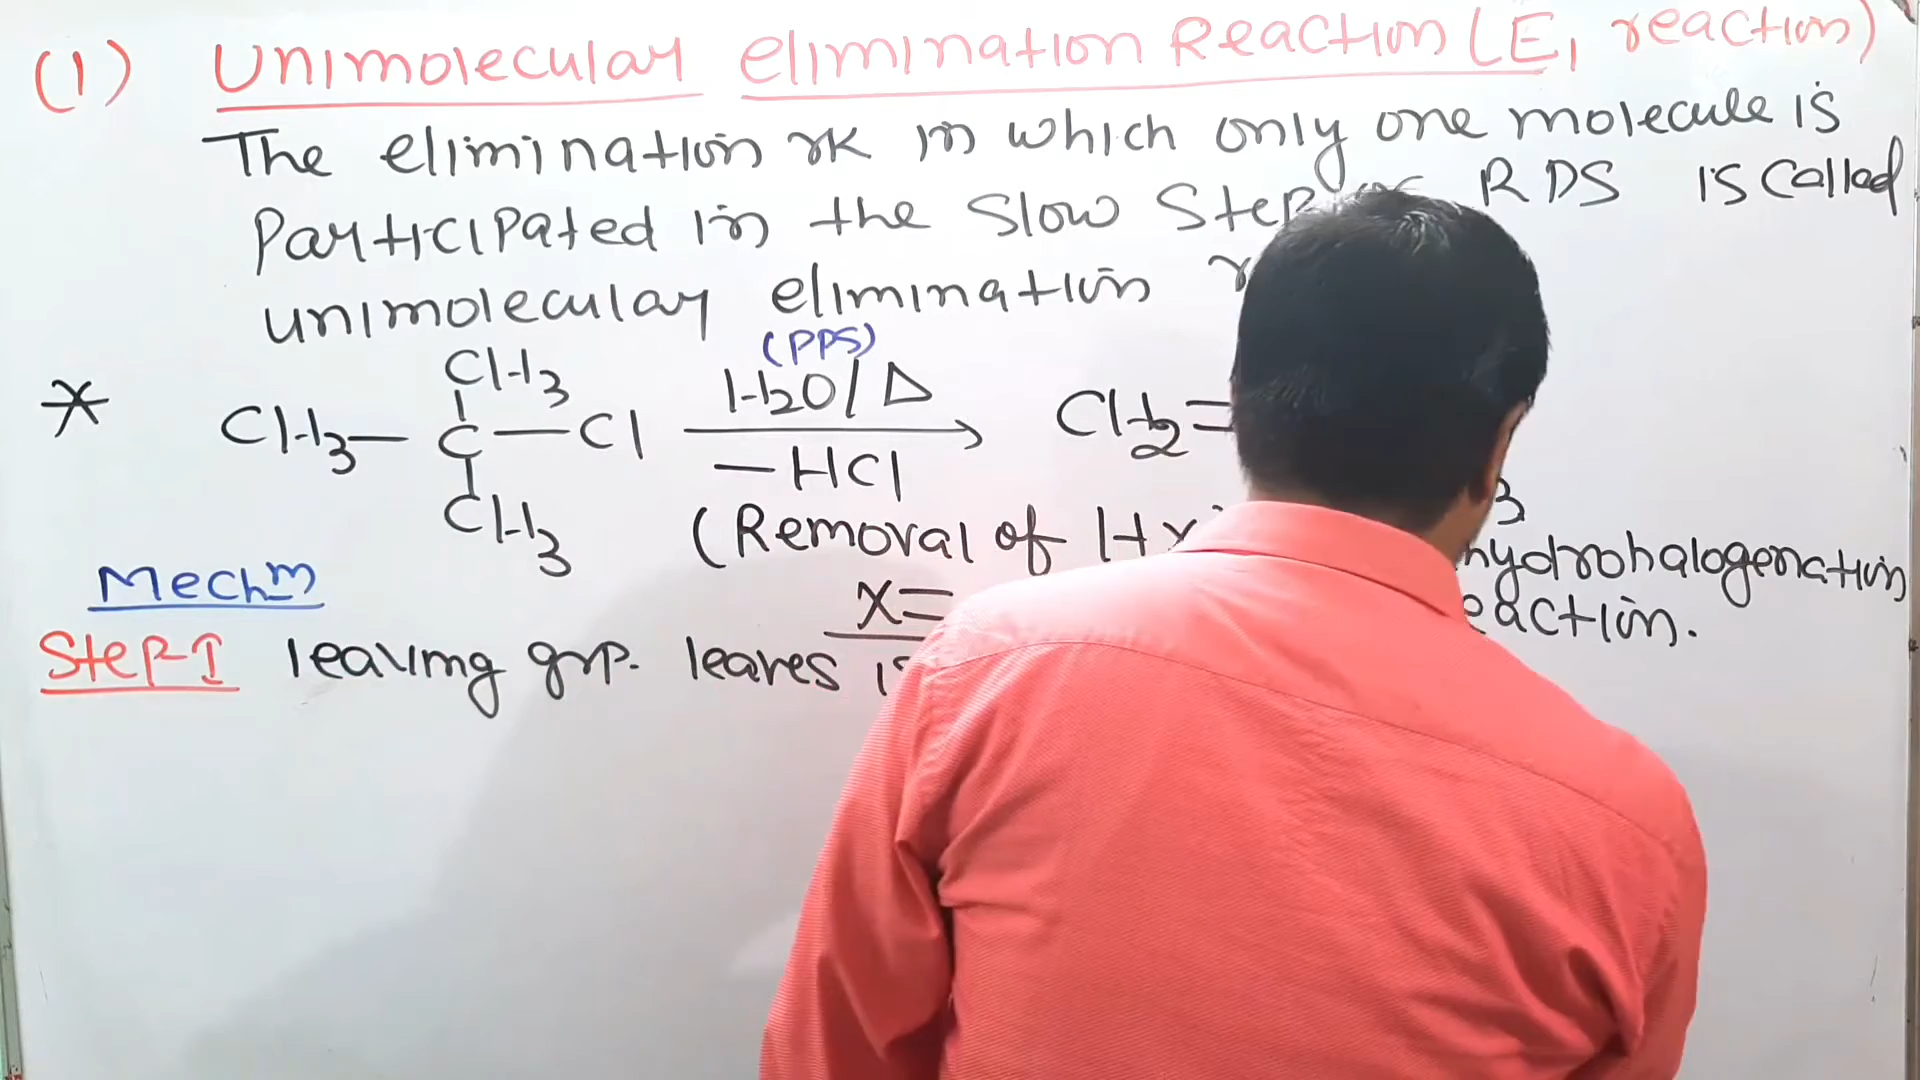 (1) Unimolecular elimination Reaction (E1 reaction)
The elimination rx in which only one molecule is
Participated in the Slow Step RDS is called
unimolecular elimination
(PPS)
CH3
* CH3—C—Cl H2O/Δ CH2=
—HCl
CH3
3
(Removal of Hx hydrohalogenation
Mechm
X= eaction.
Step-I leaving grp. leaves